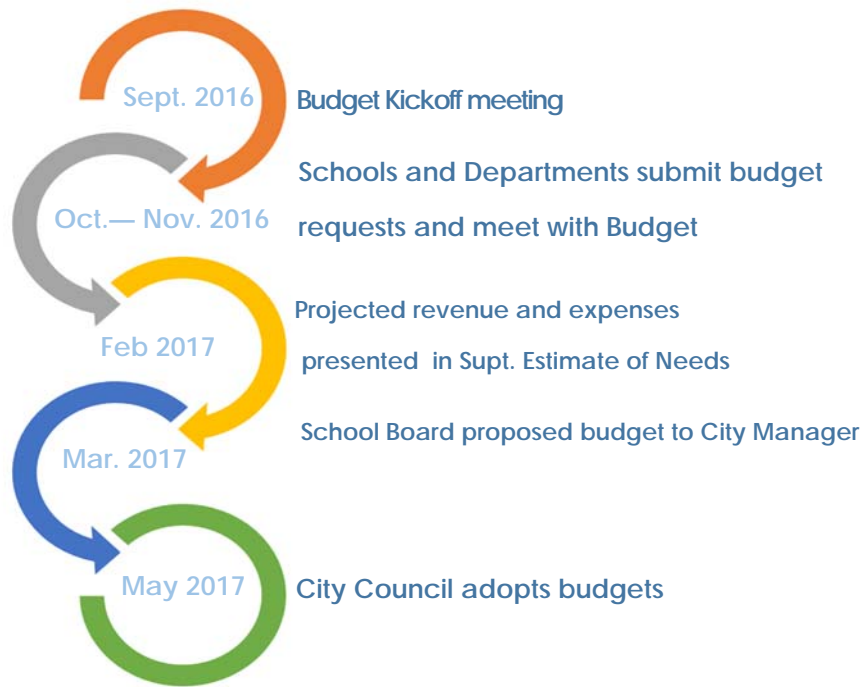 Sept. 2016
Budget Kickoff meeting
Oct.— Nov. 2016
Schools and Departments submit budget
requests and meet with Budget
Feb 2017
Projected revenue and expenses
presented in Supt. Estimate of Needs
Mar. 2017
School Board proposed budget to City Manager
May 2017
City Council adopts budgets